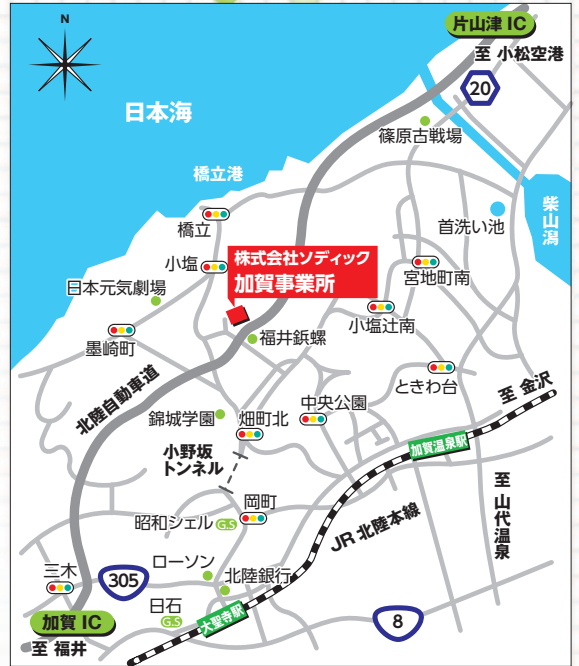 片山津 IC
N
至 小松空港
20
日本海
篠原古戦場
橋立港
柴山潟
首洗い池
橋立
株式会社ソディック
加賀事業所
小塩
宮地町南
日本元気劇場
小塩辻南
墨崎町
福井鋲螺
ときわ台
北陸自動車道
至 金沢
中央公園
錦城学園
畑町北
加賀温泉駅
小野坂
トンネル
至 山代温泉
岡町
昭和シェル G.S
JR 北陸本線
ローソン
三木
305
北陸銀行
日石
G.S
大聖寺駅
8
加賀 IC
至 福井